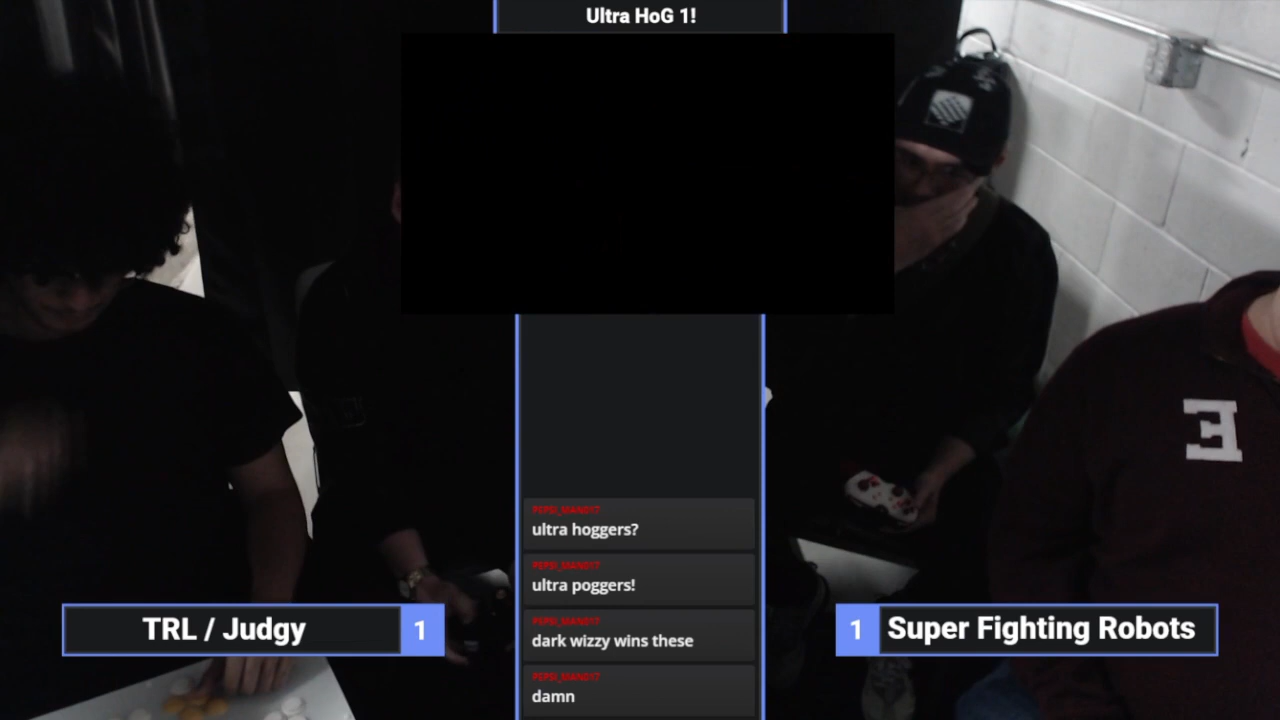 Ultra HoG 1!
ultra hoggers?
ultra poggers!
dark wizzy wins these
damn
TRL / Judgy 1
1 Super Fighting Robots